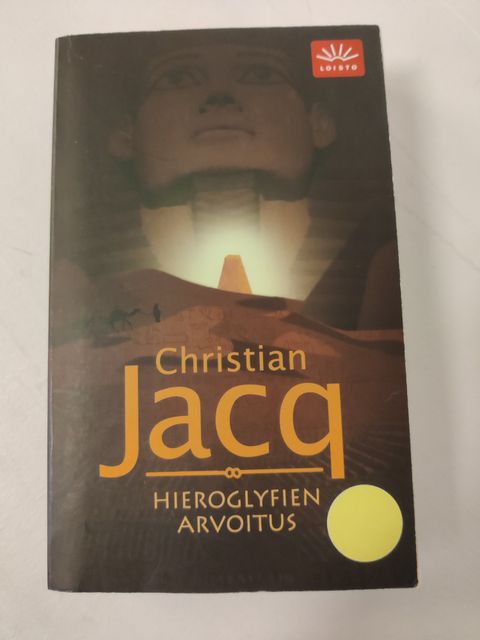 LOISTO
Christian
Jacq
HIEROGLYFIEN
ARVOITUS